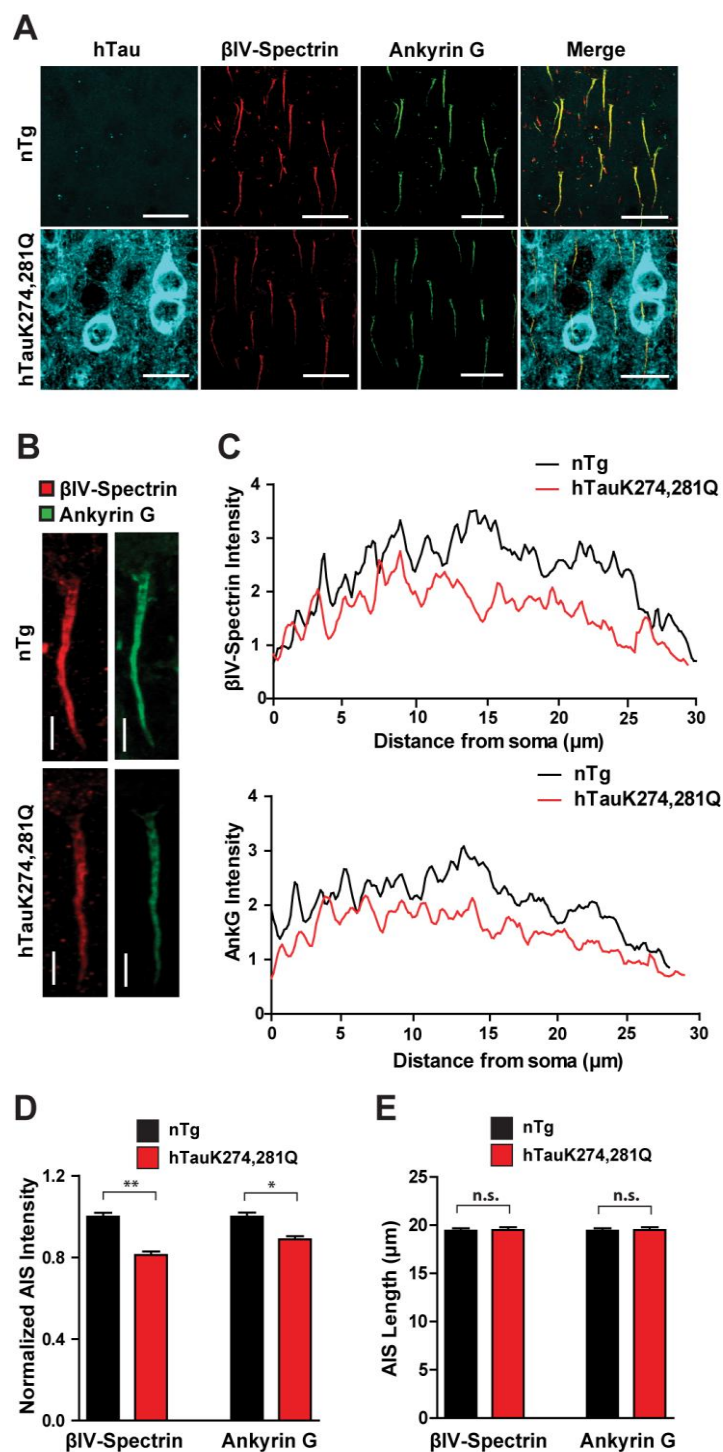 A
hTau βIV-Spectrin Ankyrin G Merge
nTg
hTauK274,281Q
B
βIV-Spectrin
Ankyrin G
nTg
hTauK274,281Q
C
nTg
hTauK274,281Q
βIV-Spectrin Intensity
4
3
2
1
0
0 5 10 15 20 25 30
Distance from soma (μm)
nTg
hTauK274,281Q
AnkG Intensity
4
3
2
1
0
0 5 10 15 20 25 30
Distance from soma (μm)
D
nTg
hTauK274,281Q
Normalized AIS Intensity
1.2
0.8
0.4
0.0
** *
βIV-Spectrin Ankyrin G
E
nTg
hTauK274,281Q
AIS Length (μm)
25
20
15
10
5
0
n.s. n.s.
βIV-Spectrin Ankyrin G